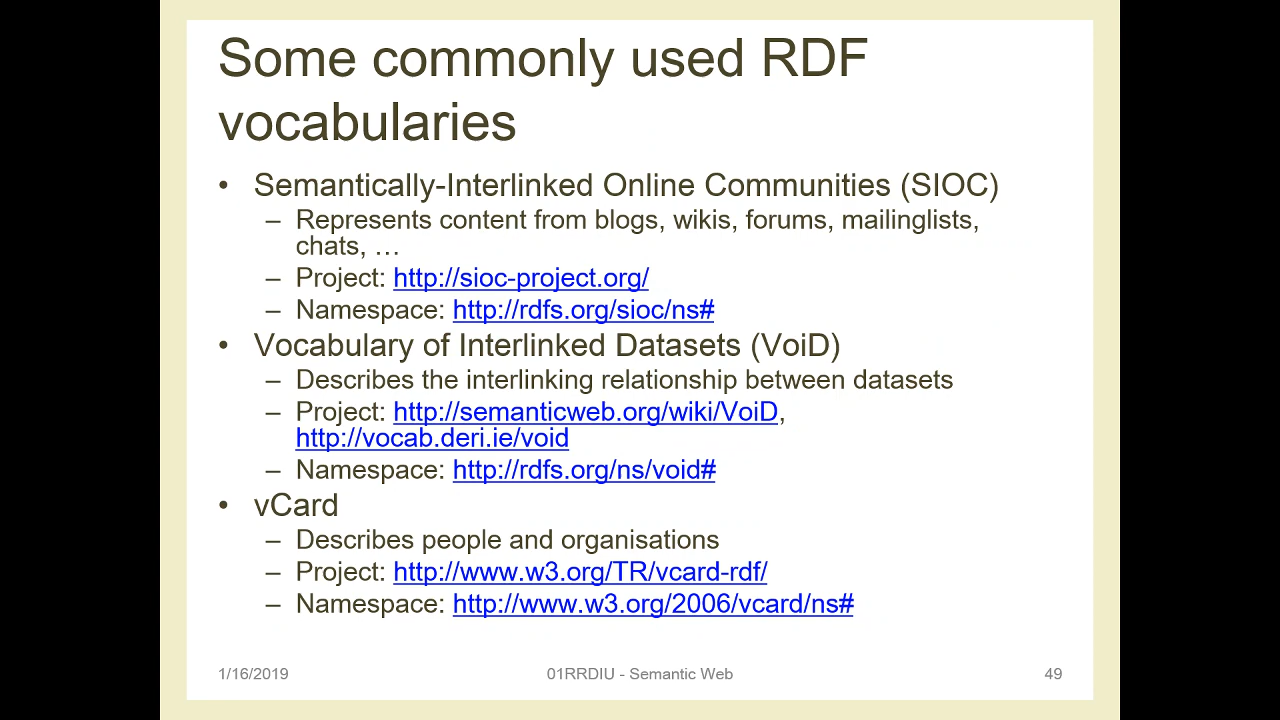 Some commonly used RDF
vocabularies
• Semantically-Interlinked Online Communities (SIOC)
– Represents content from blogs, wikis, forums, mailinglists,
chats, …
– Project: http://sioc-project.org/
– Namespace: http://rdfs.org/sioc/ns#
• Vocabulary of Interlinked Datasets (VoiD)
– Describes the interlinking relationship between datasets
– Project: http://semanticweb.org/wiki/VoiD,
http://vocab.deri.ie/void
– Namespace: http://rdfs.org/ns/void#
• vCard
– Describes people and organisations
– Project: http://www.w3.org/TR/vcard-rdf/
– Namespace: http://www.w3.org/2006/vcard/ns#
1/16/2019 01RRDIU - Semantic Web 49